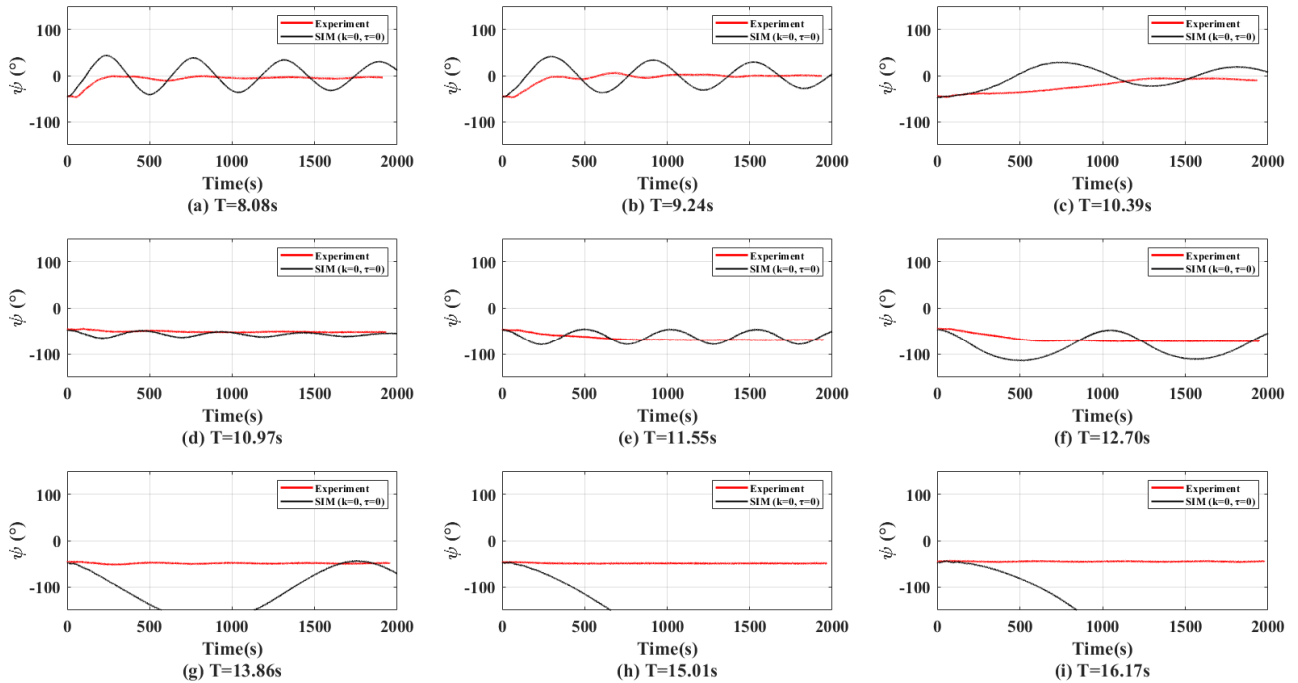 100
0
-100
ψ (°)
Experiment
SIM (k=0, τ=0)
0 500 1000 1500 2000
Time(s)
(a) T=8.08s
100
0
-100
ψ (°)
Experiment
SIM (k=0, τ=0)
0 500 1000 1500 2000
Time(s)
(b) T=9.24s
100
0
-100
ψ (°)
Experiment
SIM (k=0, τ=0)
0 500 1000 1500 2000
Time(s)
(c) T=10.39s
100
0
-100
ψ (°)
Experiment
SIM (k=0, τ=0)
0 500 1000 1500 2000
Time(s)
(d) T=10.97s
100
0
-100
ψ (°)
Experiment
SIM (k=0, τ=0)
0 500 1000 1500 2000
Time(s)
(e) T=11.55s
100
0
-100
ψ (°)
Experiment
SIM (k=0, τ=0)
0 500 1000 1500 2000
Time(s)
(f) T=12.70s
100
0
-100
ψ (°)
Experiment
SIM (k=0, τ=0)
0 500 1000 1500 2000
Time(s)
(g) T=13.86s
100
0
-100
ψ (°)
Experiment
SIM (k=0, τ=0)
0 500 1000 1500 2000
Time(s)
(h) T=15.01s
100
0
-100
ψ (°)
Experiment
SIM (k=0, τ=0)
0 500 1000 1500 2000
Time(s)
(i) T=16.17s